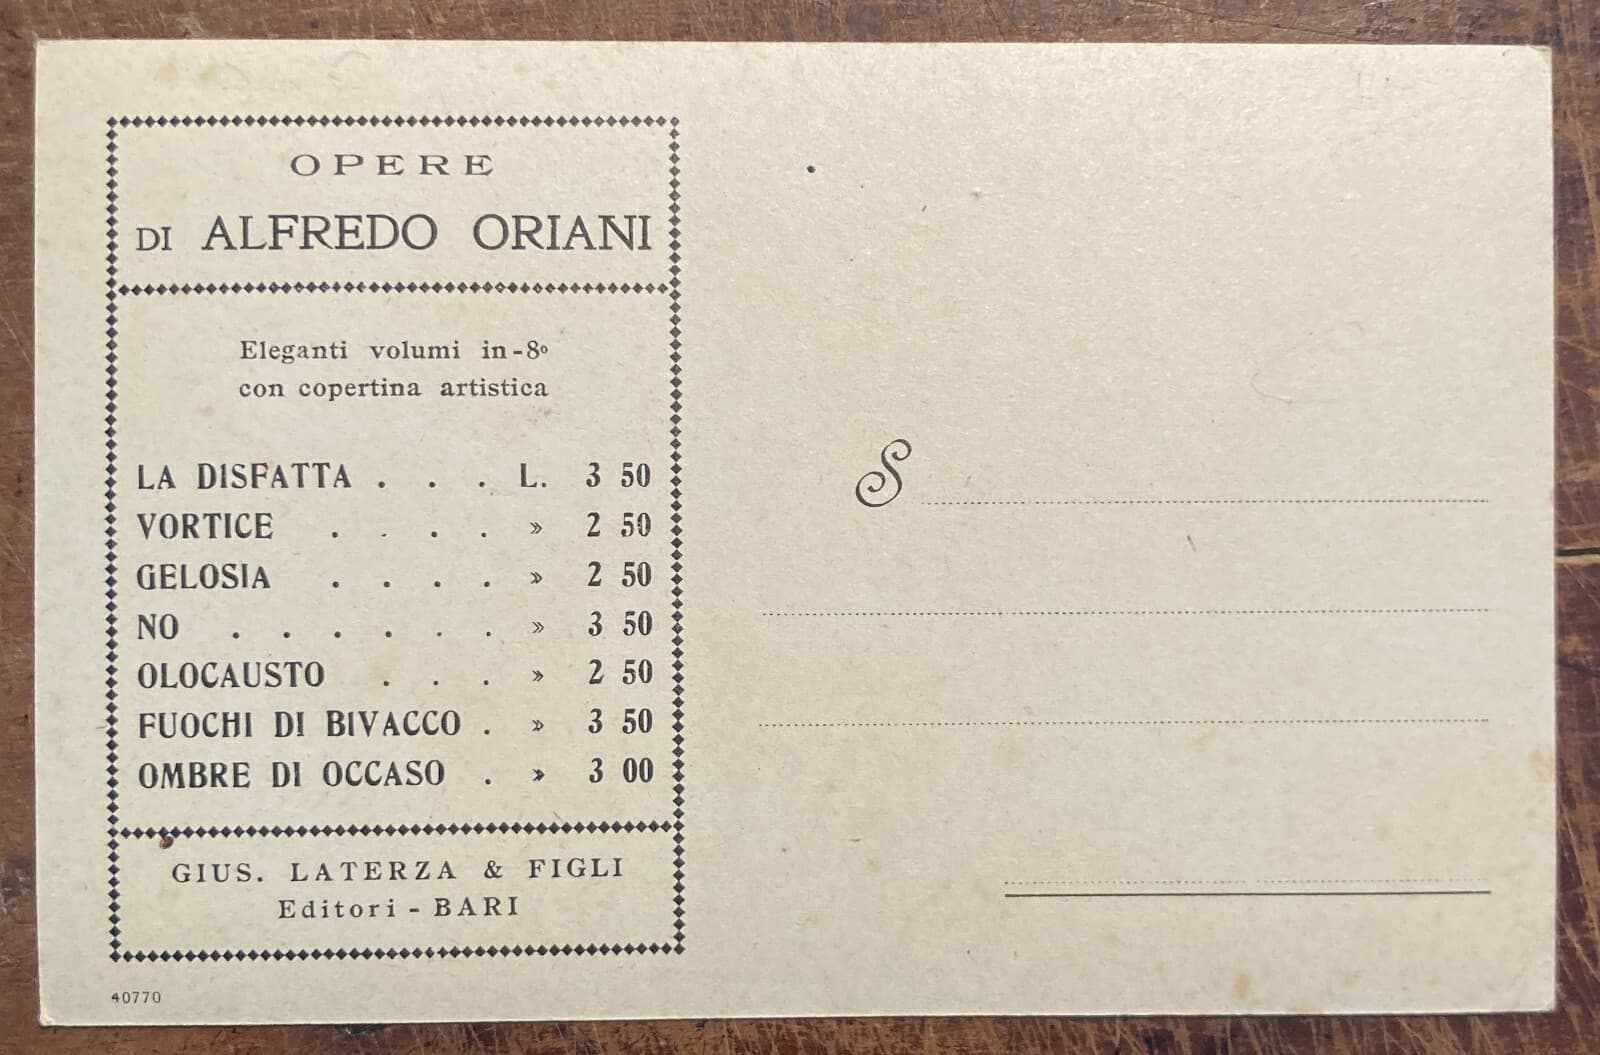 OPERE
DI ALFREDO ORIANI
Eleganti volumi in-8º
con copertina artistica
LA DISFATTA . . . L. 3 50
VORTICE . . . . » 2 50
GELOSIA . . . . » 2 50
NO . . . . . . » 3 50
OLOCAUSTO . . . » 2 50
FUOCHI DI BIVACCO . » 3 50
OMBRE DI OCCASO . » 3 00
GIUS. LATERZA & FIGLI
Editori - BARI
40770
S